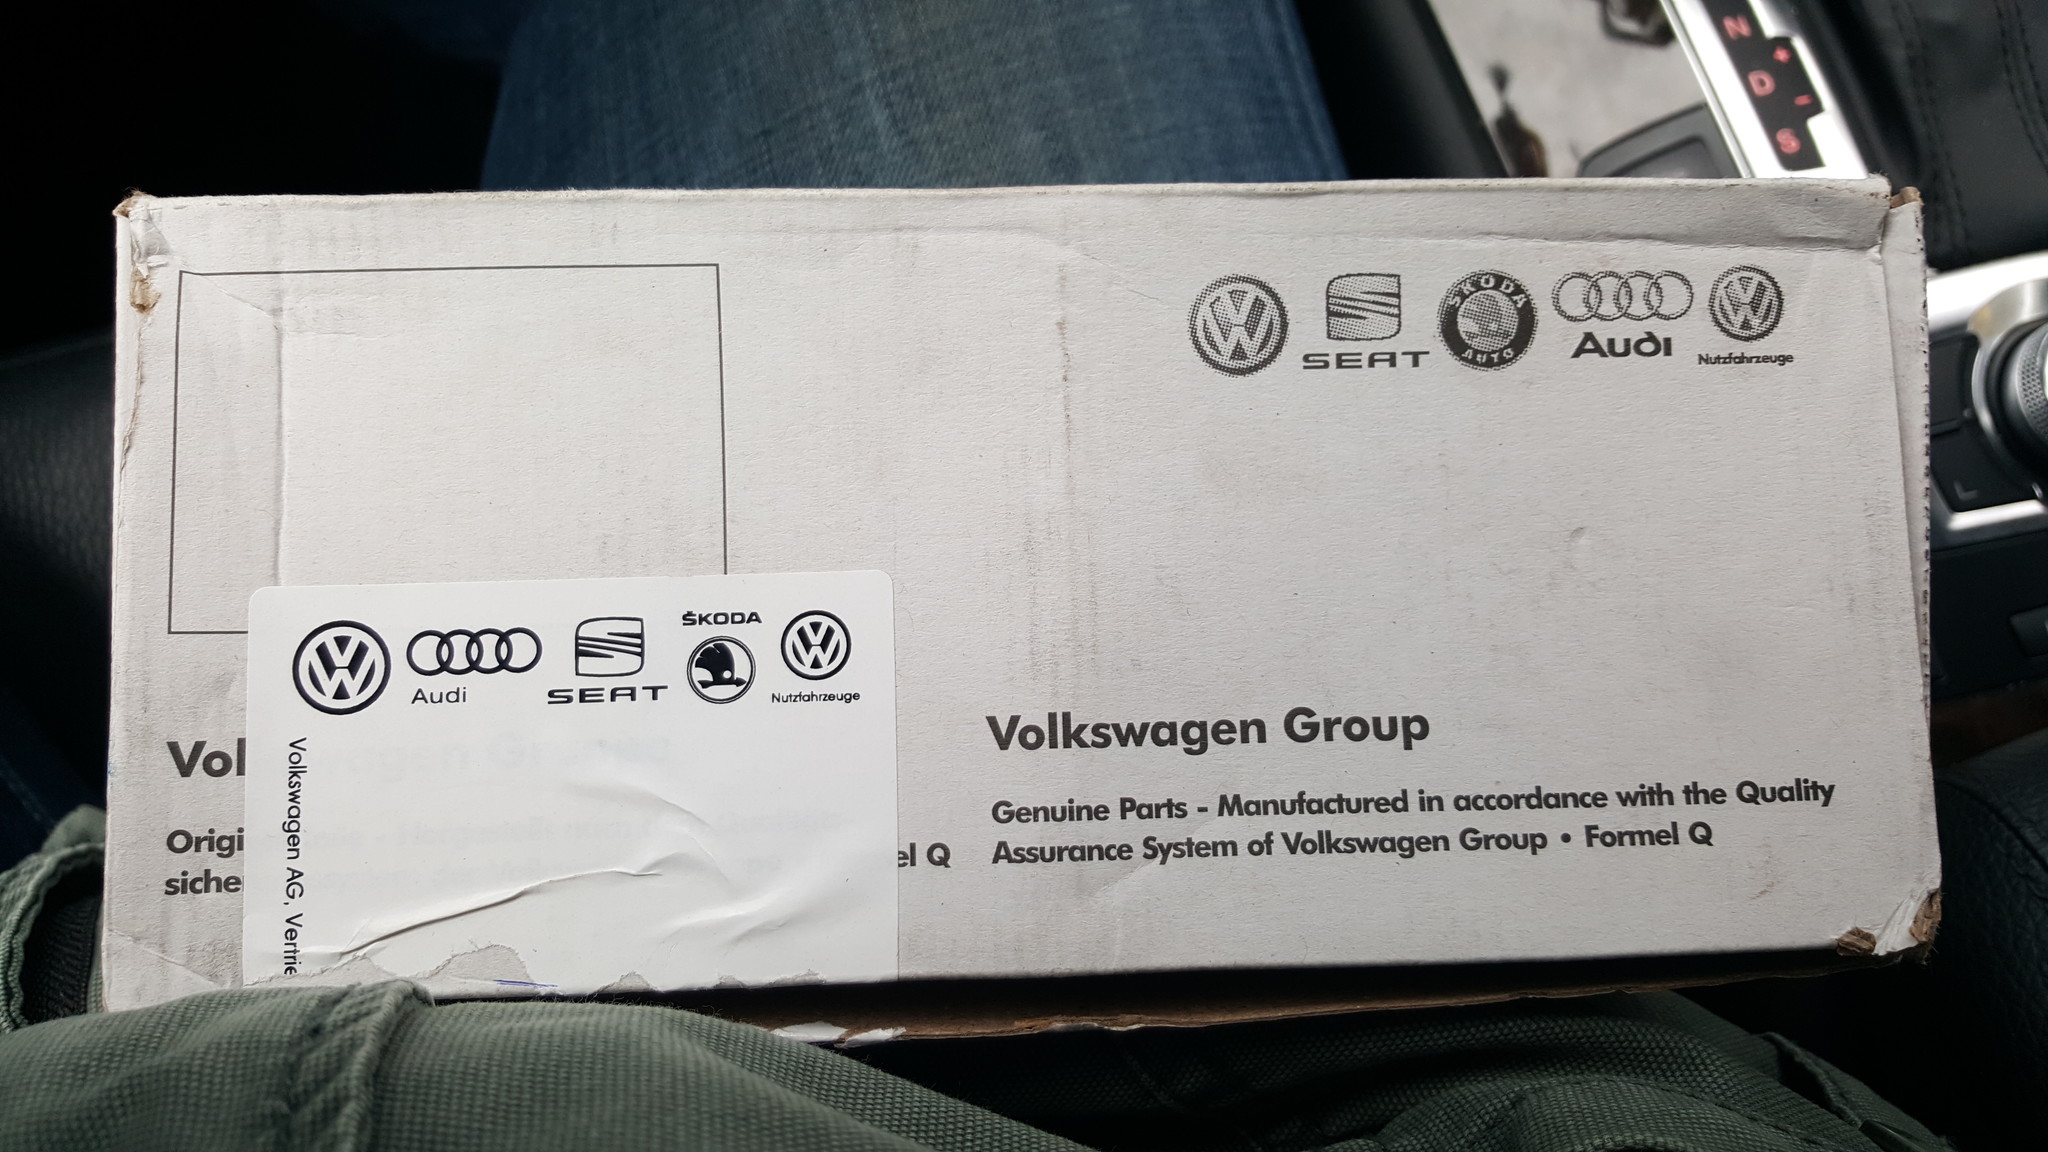 N
+
D
-
S
SEAT
ŠKODA
AUTO
Audi
Nutzfahrzeuge
Audi
SEAT
ŠKODA
Nutzfahrzeuge
Volkswagen AG, Vertrie
Vol
Origi
siche
el Q
Volkswagen Group
Genuine Parts - Manufactured in accordance with the Quality
Assurance System of Volkswagen Group • Formel Q